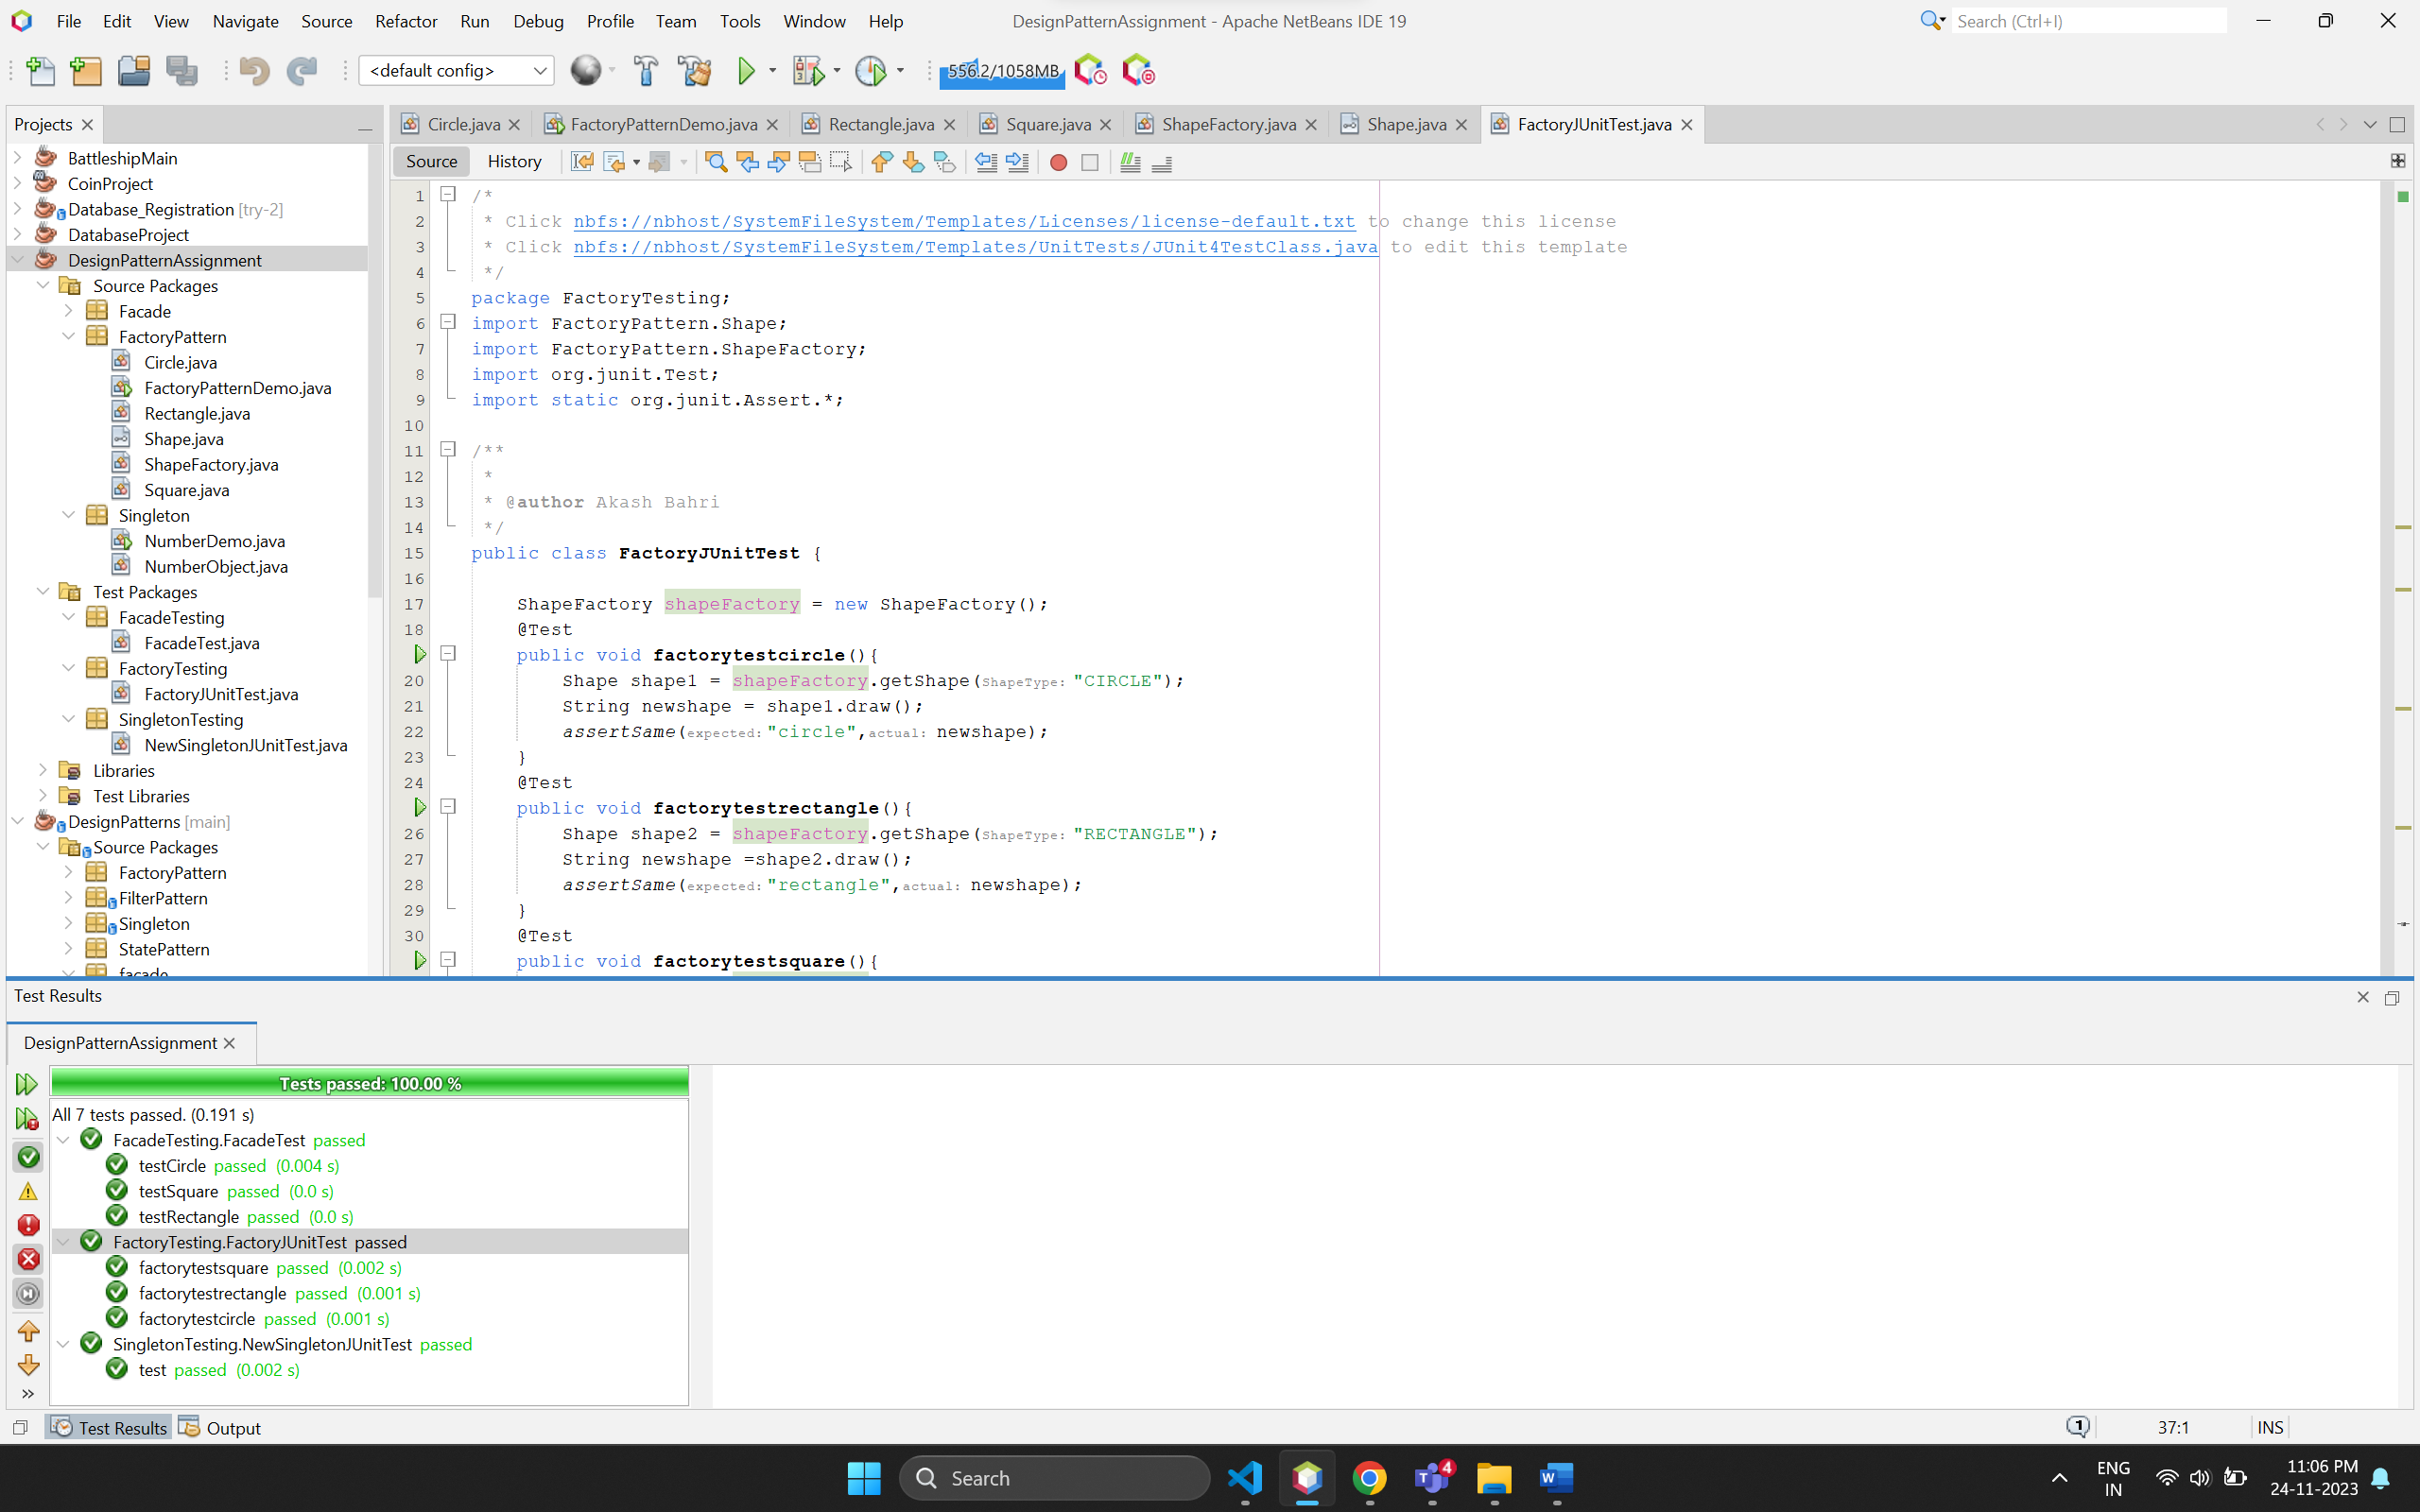 File Edit View Navigate Source Refactor Run Debug Profile Team Tools Window Help DesignPatternAssignment - Apache NetBeans IDE 19 Search (Ctrl+I)
<default config> 556.2/1058MB
Projects
Circle.java FactoryPatternDemo.java Rectangle.java Square.java ShapeFactory.java Shape.java FactoryJUnitTest.java
Source History
BattleshipMain
CoinProject
Database_Registration [try-2]
DatabaseProject
DesignPatternAssignment
Source Packages
Facade
FactoryPattern
Circle.java
FactoryPatternDemo.java
Rectangle.java
Shape.java
ShapeFactory.java
Square.java
Singleton
NumberDemo.java
NumberObject.java
Test Packages
FacadeTesting
FacadeTest.java
FactoryTesting
FactoryJUnitTest.java
SingletonTesting
NewSingletonJUnitTest.java
Libraries
Test Libraries
DesignPatterns [main]
Source Packages
FactoryPattern
FilterPattern
Singleton
StatePattern
facade
1 /*
2 * Click nbfs://nbhost/SystemFileSystem/Templates/Licenses/license-default.txt to change this license
3 * Click nbfs://nbhost/SystemFileSystem/Templates/UnitTests/JUnit4TestClass.java to edit this template
4 */
5 package FactoryTesting;
6 import FactoryPattern.Shape;
7 import FactoryPattern.ShapeFactory;
8 import org.junit.Test;
9 import static org.junit.Assert.*;
10
11 /**
12 *
13 * @author Akash Bahri
14 */
15 public class FactoryJUnitTest {
16
17 ShapeFactory shapeFactory = new ShapeFactory();
18 @Test
public void factorytestcircle(){
20 Shape shape1 = shapeFactory.getShape(shapeType: "CIRCLE");
21 String newshape = shape1.draw();
22 assertSame(expected: "circle",actual: newshape);
23 }
24 @Test
public void factorytestrectangle(){
26 Shape shape2 = shapeFactory.getShape(shapeType: "RECTANGLE");
27 String newshape =shape2.draw();
28 assertSame(expected: "rectangle",actual: newshape);
29 }
30 @Test
public void factorytestsquare(){
Test Results
DesignPatternAssignment
Tests passed: 100.00 %
All 7 tests passed. (0.191 s)
FacadeTesting.FacadeTest passed
testCircle passed (0.004 s)
testSquare passed (0.0 s)
testRectangle passed (0.0 s)
FactoryTesting.FactoryJUnitTest passed
factorytestsquare passed (0.002 s)
factorytestrectangle passed (0.001 s)
factorytestcircle passed (0.001 s)
SingletonTesting.NewSingletonJUnitTest passed
test passed (0.002 s)
Test Results Output
1 37:1 INS
Search
4
ENG
IN
11:06 PM
24-11-2023